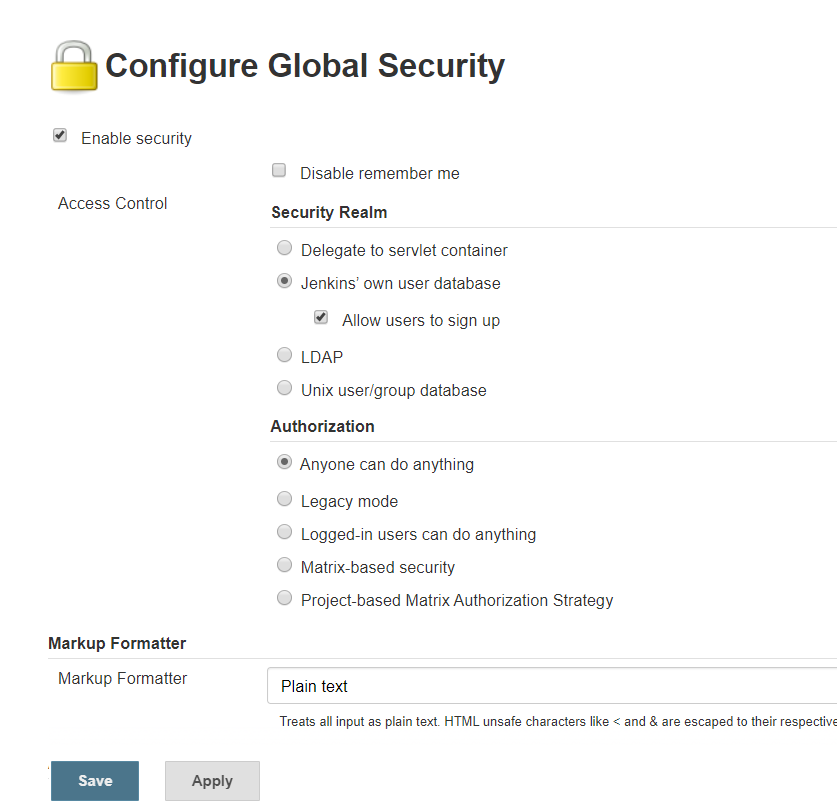 Configure Global Security
Enable security
Disable remember me
Access Control
Security Realm
Delegate to servlet container
Jenkins’ own user database
Allow users to sign up
LDAP
Unix user/group database
Authorization
Anyone can do anything
Legacy mode
Logged-in users can do anything
Matrix-based security
Project-based Matrix Authorization Strategy
Markup Formatter
Markup Formatter
Plain text
Treats all input as plain text. HTML unsafe characters like < and & are escaped to their respective
Save
Apply